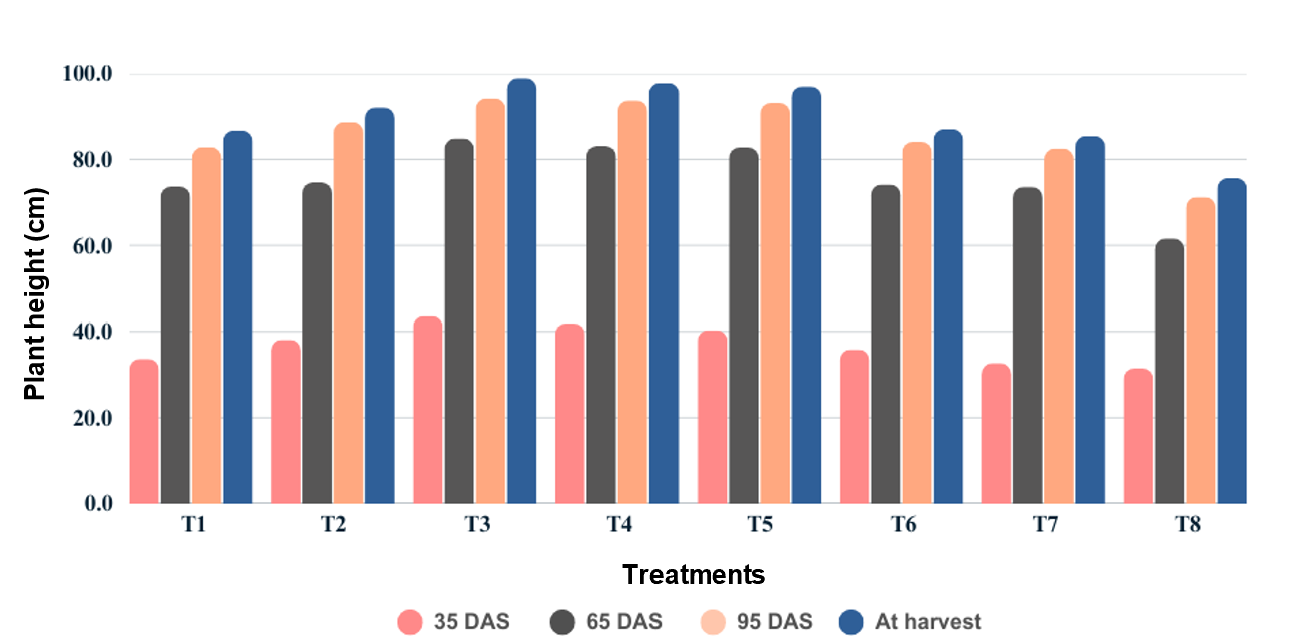 Plant height (cm)
100.0
80.0
60.0
40.0
20.0
0.0
T1 T2 T3 T4 T5 T6 T7 T8
Treatments
35 DAS 65 DAS 95 DAS At harvest